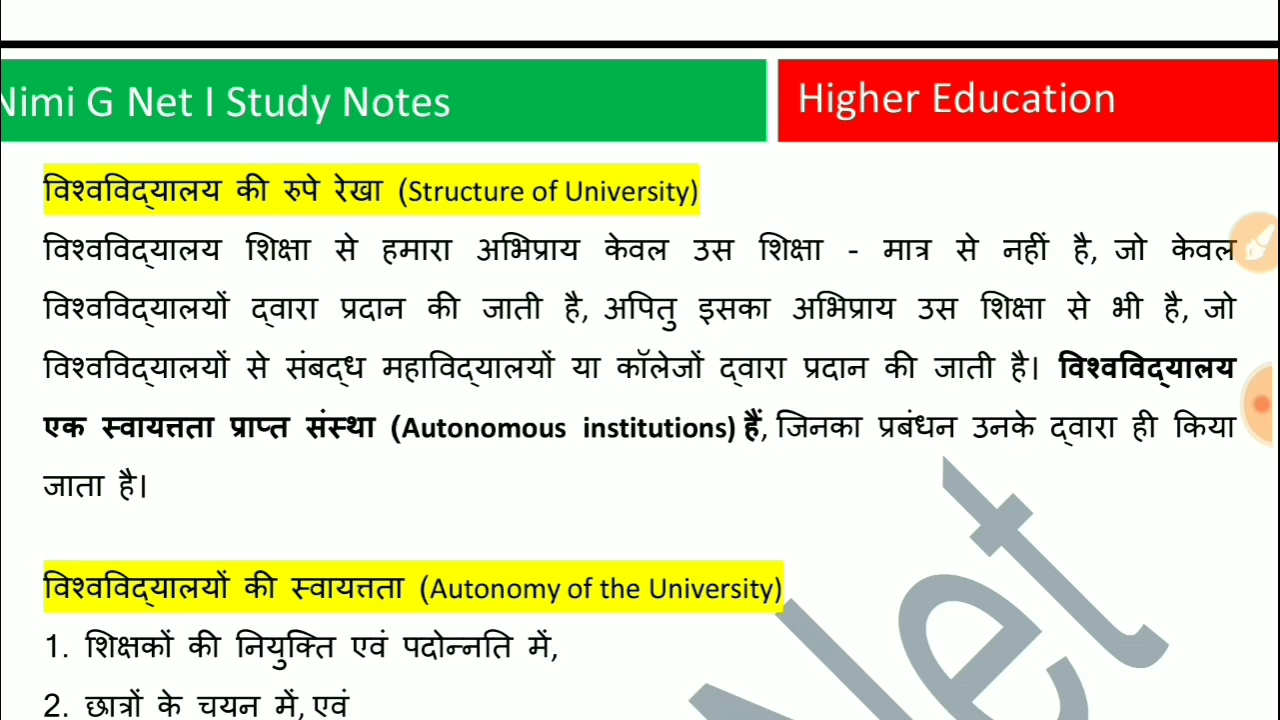 Nimi G Net I Study Notes
Higher Education
विश्वविद्यालय की रुपे रेखा (Structure of University)
विश्वविद्यालय शिक्षा से हमारा अभिप्राय केवल उस शिक्षा - मात्र से नहीं है, जो केवल
विश्वविद्यालयों द्वारा प्रदान की जाती है, अपितु इसका अभिप्राय उस शिक्षा से भी है, जो
विश्वविद्यालयों से संबद्ध महाविद्यालयों या कॉलेजों द्वारा प्रदान की जाती है। विश्वविद्यालय
एक स्वायत्तता प्राप्त संस्था (Autonomous institutions) हैं, जिनका प्रबंधन उनके द्वारा ही किया
जाता है।
विश्वविद्यालयों की स्वायत्तता (Autonomy of the University)
1. शिक्षकों की नियुक्ति एवं पदोन्नति में,
2. छात्रों के चयन में, एवं
Net